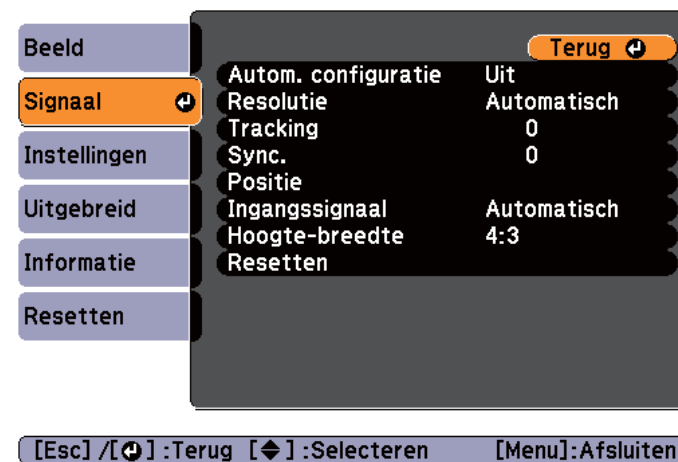 Beeld
Signaal
Instellingen
Uitgebreid
Informatie
Resetten
Terug
Autom. configuratie Uit
Resolutie Automatisch
Tracking 0
Sync. 0
Positie
Ingangssignaal Automatisch
Hoogte-breedte 4:3
Resetten
[Esc] /[⏎] :Terug [◆] :Selecteren [Menu]:Afsluiten